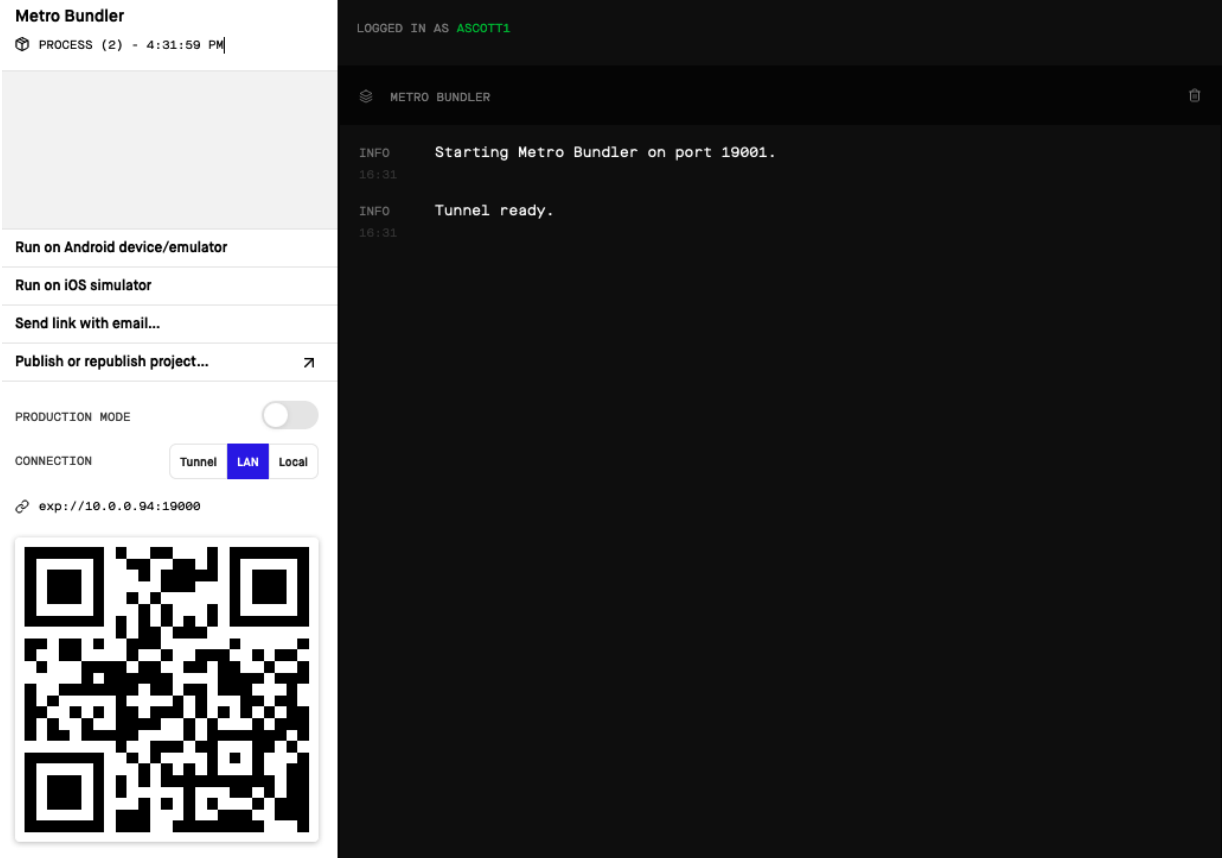 Metro Bundler
PROCESS (2) - 4:31:59 PM
Run on Android device/emulator
Run on iOS simulator
Send link with email...
Publish or republish project...
PRODUCTION MODE
CONNECTION
Tunnel LAN Local
exp://10.0.0.94:19000
LOGGED IN AS ASCOTT1
METRO BUNDLER
INFO Starting Metro Bundler on port 19001.
16:31
INFO Tunnel ready.
16:31